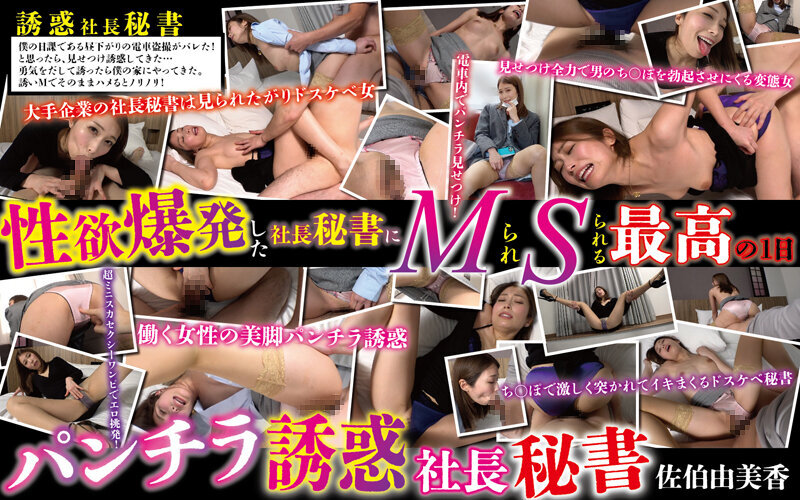 誘惑社長秘書
僕の日課である昼下がりの電車盗撮がバレた!
と思ったら、見せつけ誘惑してきた…
勇気をだして誘ったら僕の家にやってきた。
誘いMでそのままハメるとノリノリ!
大手企業の社長秘書は見られたがりドスケベ女
電車内でパンチラ見せつけ!
見せつけ全力で男のち〇ぽを勃起させにくる変態女
性欲爆発した社長秘書にMられSられる最高の1日
超ミニスカセクシーワンピでエロ挑発!
働く女性の美脚パンチラ誘惑
ち〇ぽで激しく突かれてイキまくるドスケベ秘書
パンチラ誘惑社長秘書 佐伯由美香